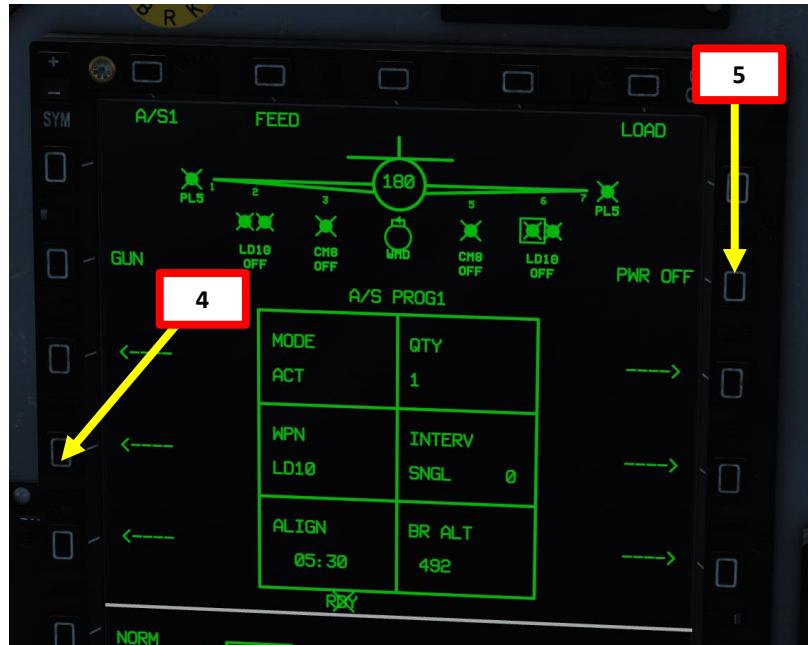 B R K
+
-
SYM
A/S1 FEED LOAD
180
PL5 1 2 3 4 5 6 7 PL5
LD10 OFF CM8 OFF WMD CM8 OFF LD10 OFF
GUN PWR OFF
A/S PROG1
MODE QTY
ACT 1
<---- ---->
WPN INTERV
LD10 SNGL 0
<---- ---->
ALIGN BR ALT
05:30 492
<---- ---->
RDY
NORM
4
5